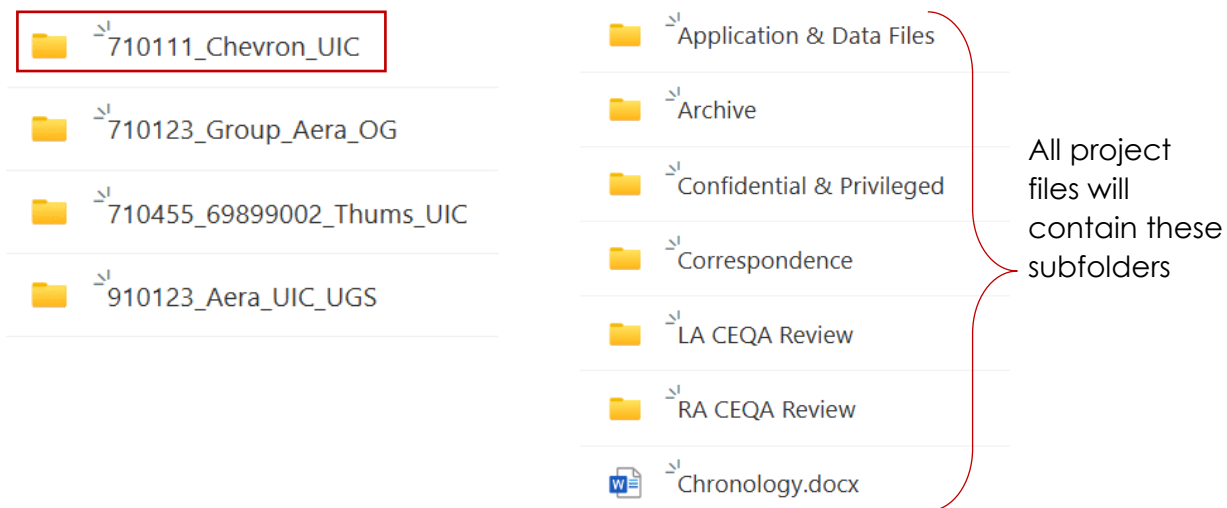 710111_Chevron_UIC
710123_Group_Aera_OG
710455_69899002_Thums_UIC
910123_Aera_UIC_UGS
Application & Data Files
Archive
Confidential & Privileged
Correspondence
LA CEQA Review
RA CEQA Review
Chronology.docx
All project
files will
contain these
subfolders